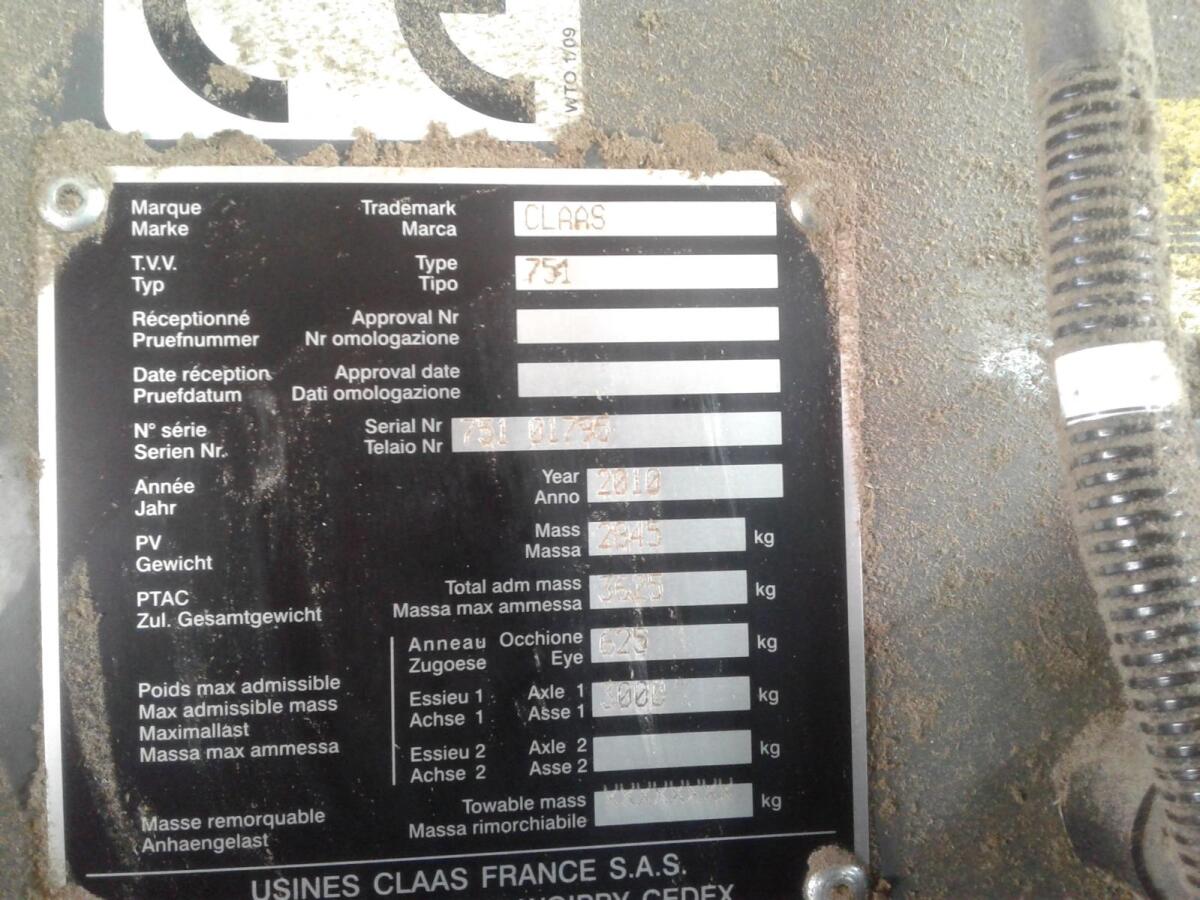 CE
WTO 1/09
Marque Trademark CLAAS
Marke Marca
T.V.V. Type 751
Typ Tipo
Réceptionné Approval Nr
Pruefnummer Nr omologazione
Date réception Approval date
Pruefdatum Dati omologazione
N° série Serial Nr 751 01796
Serien Nr. Telaio Nr
Année Year 2010
Jahr Anno
PV Mass 2845 kg
Gewicht Massa
PTAC Total adm mass 3625 kg
Zul. Gesamtgewicht Massa max ammessa
Anneau Occhione 625 kg
Zugoese Eye
Poids max admissible
Max admissible mass
Maximallast
Massa max ammessa
Essieu 1 Axle 1 3000 kg
Achse 1 Asse 1
Essieu 2 Axle 2 kg
Achse 2 Asse 2
Masse remorquable Towable mass kg
Anhaengelast Massa rimorchiabile
USINES CLAAS FRANCE S.A.S.
WOIPPY CEDEX